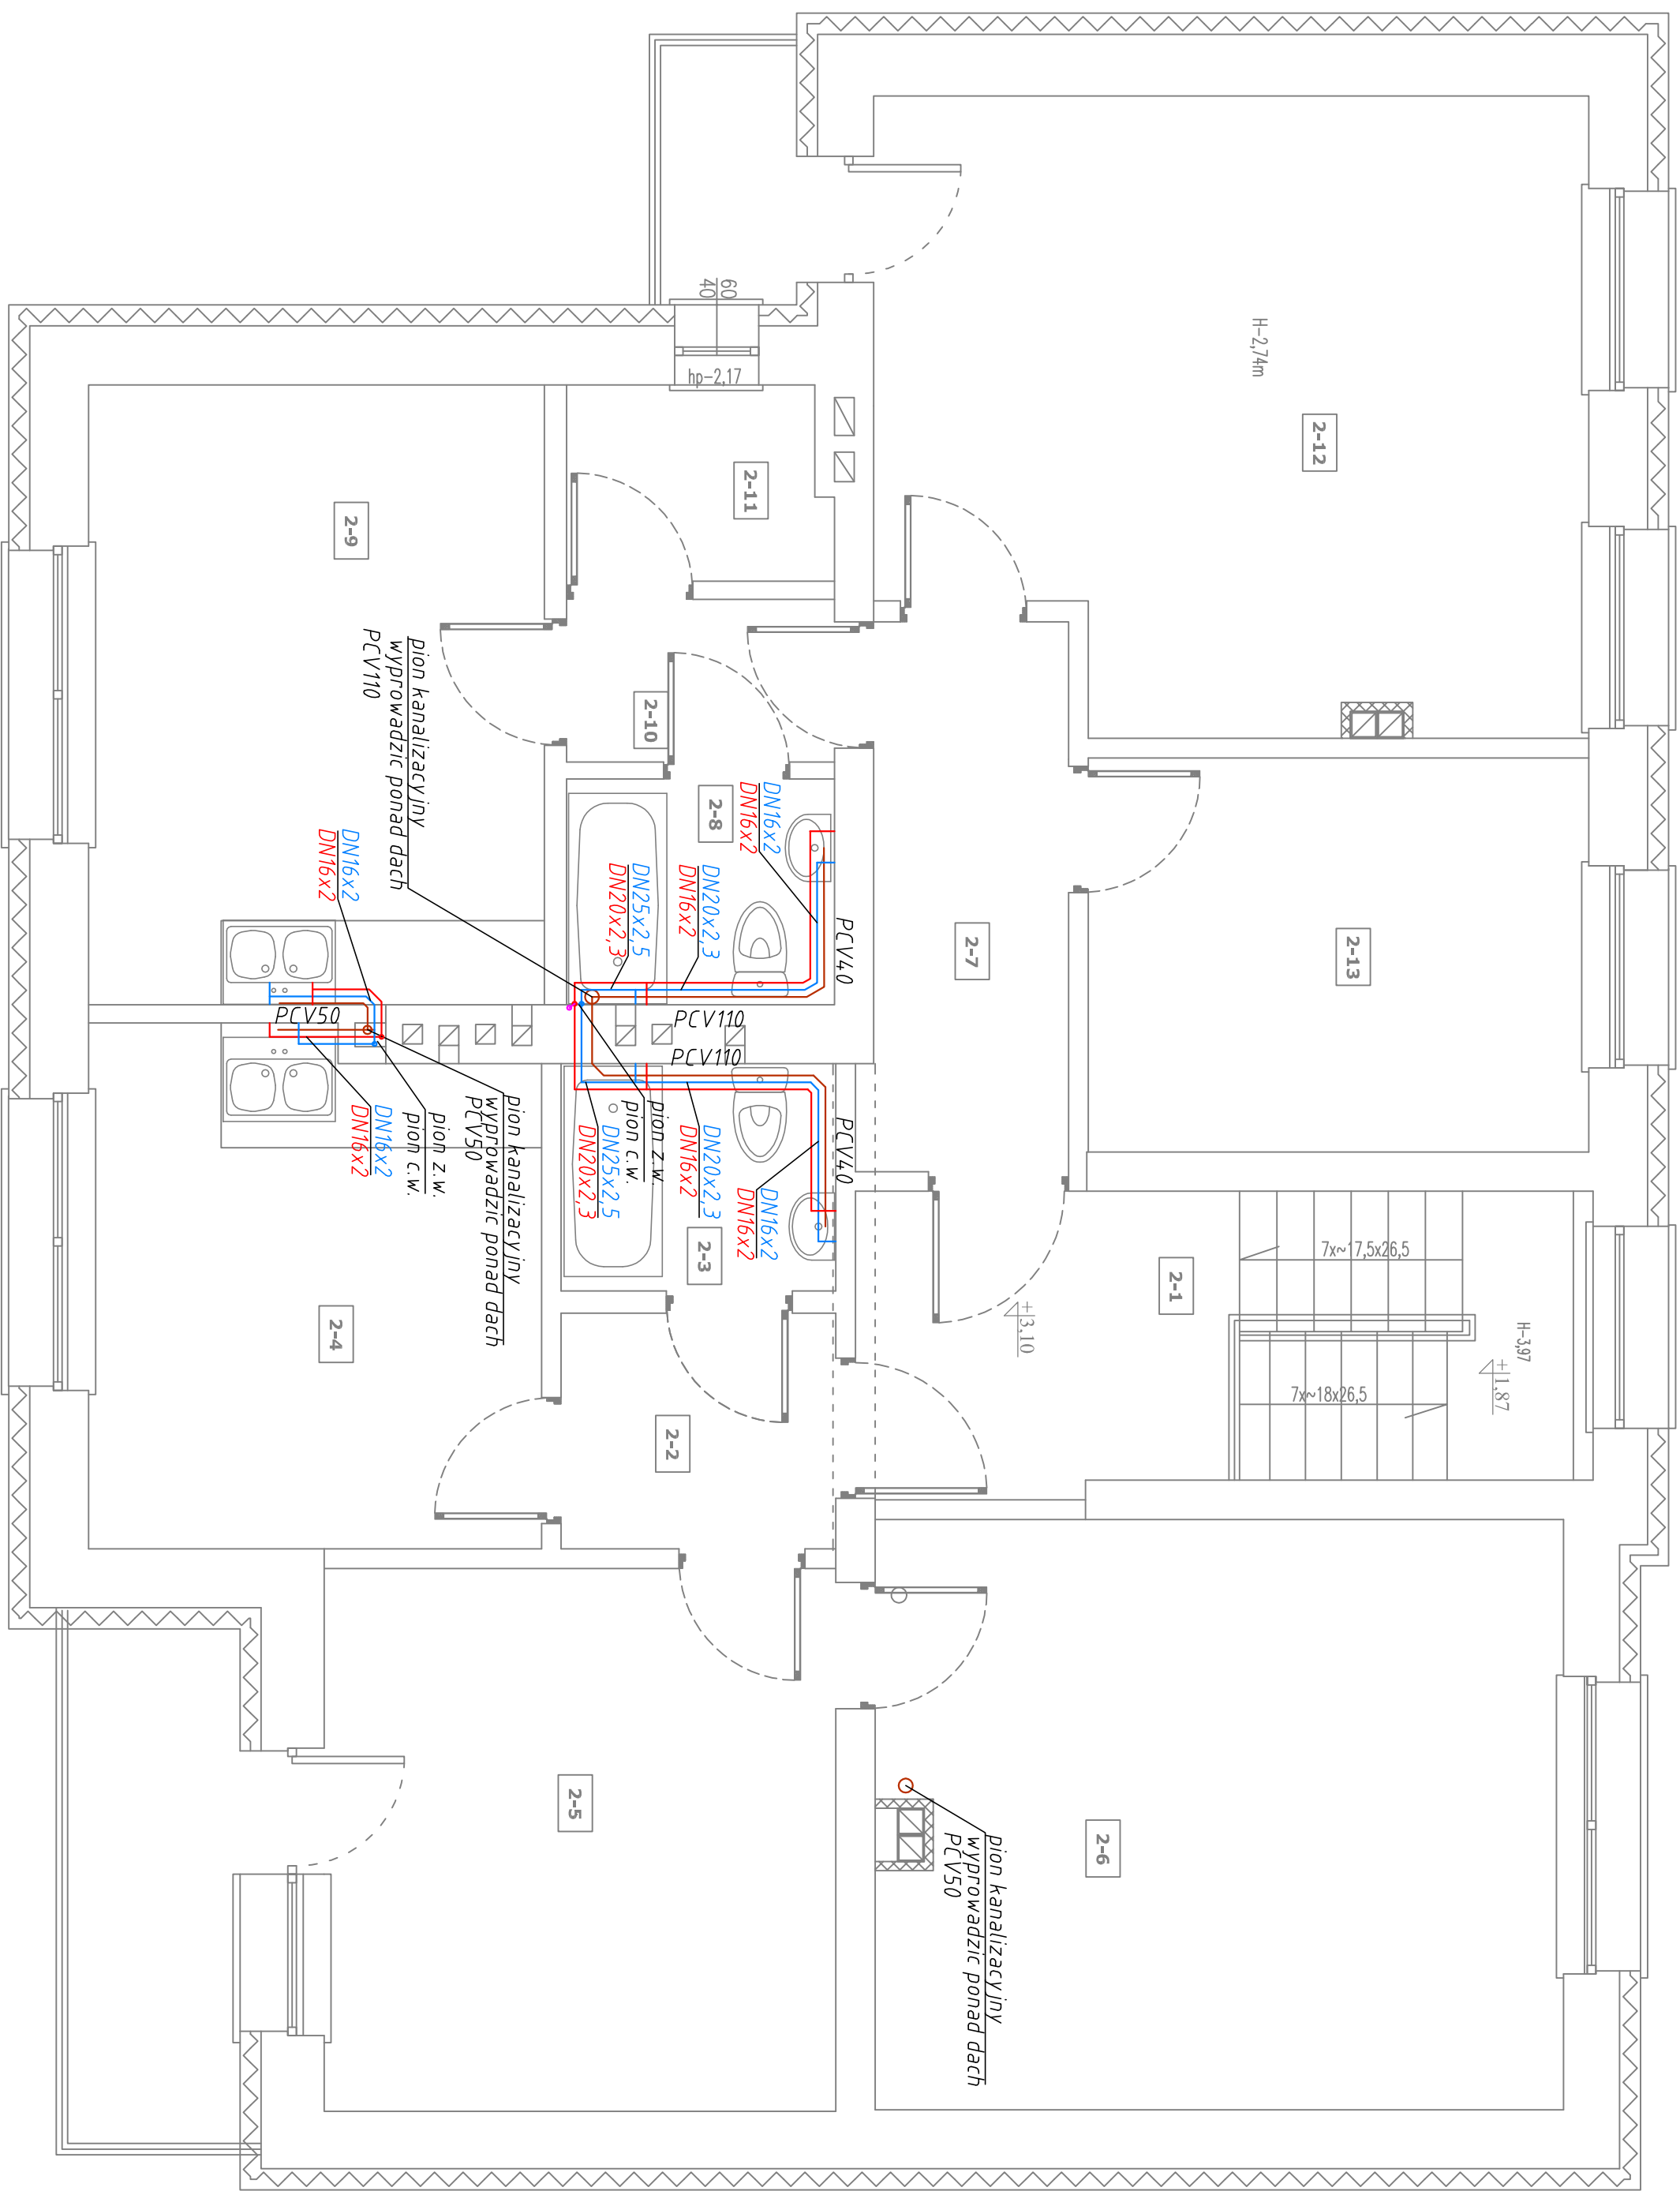 H-2,74m
2-12
60
40
hp-2,17
2-11
2-9
2-10
pion kanalizacyjny
wyprowadzic ponad dach
PCV110
2-8
DN16x2
DN16x2
DN20x2,3
DN16x2
DN25x2,5
DN20x2,3
DN16x2
DN16x2
PCV40
2-7
2-13
PCV50
PCV110
PCV110
PCV40
pion z.w.
pion c.w.
DN20x2,3
DN16x2
DN25x2,5
DN20x2,3
DN16x2
DN16x2
pion kanalizacyjny
wyprowadzic ponad dach
PCV50
pion z.w.
pion c.w.
DN16x2
DN16x2
2-3
2-1
7x~17,5x26,5
H-3,97
+3,10
+1,87
7x~18x26,5
2-4
2-2
2-5
2-6
pion kanalizacyjny
wyprowadzic ponad dach
PCV50